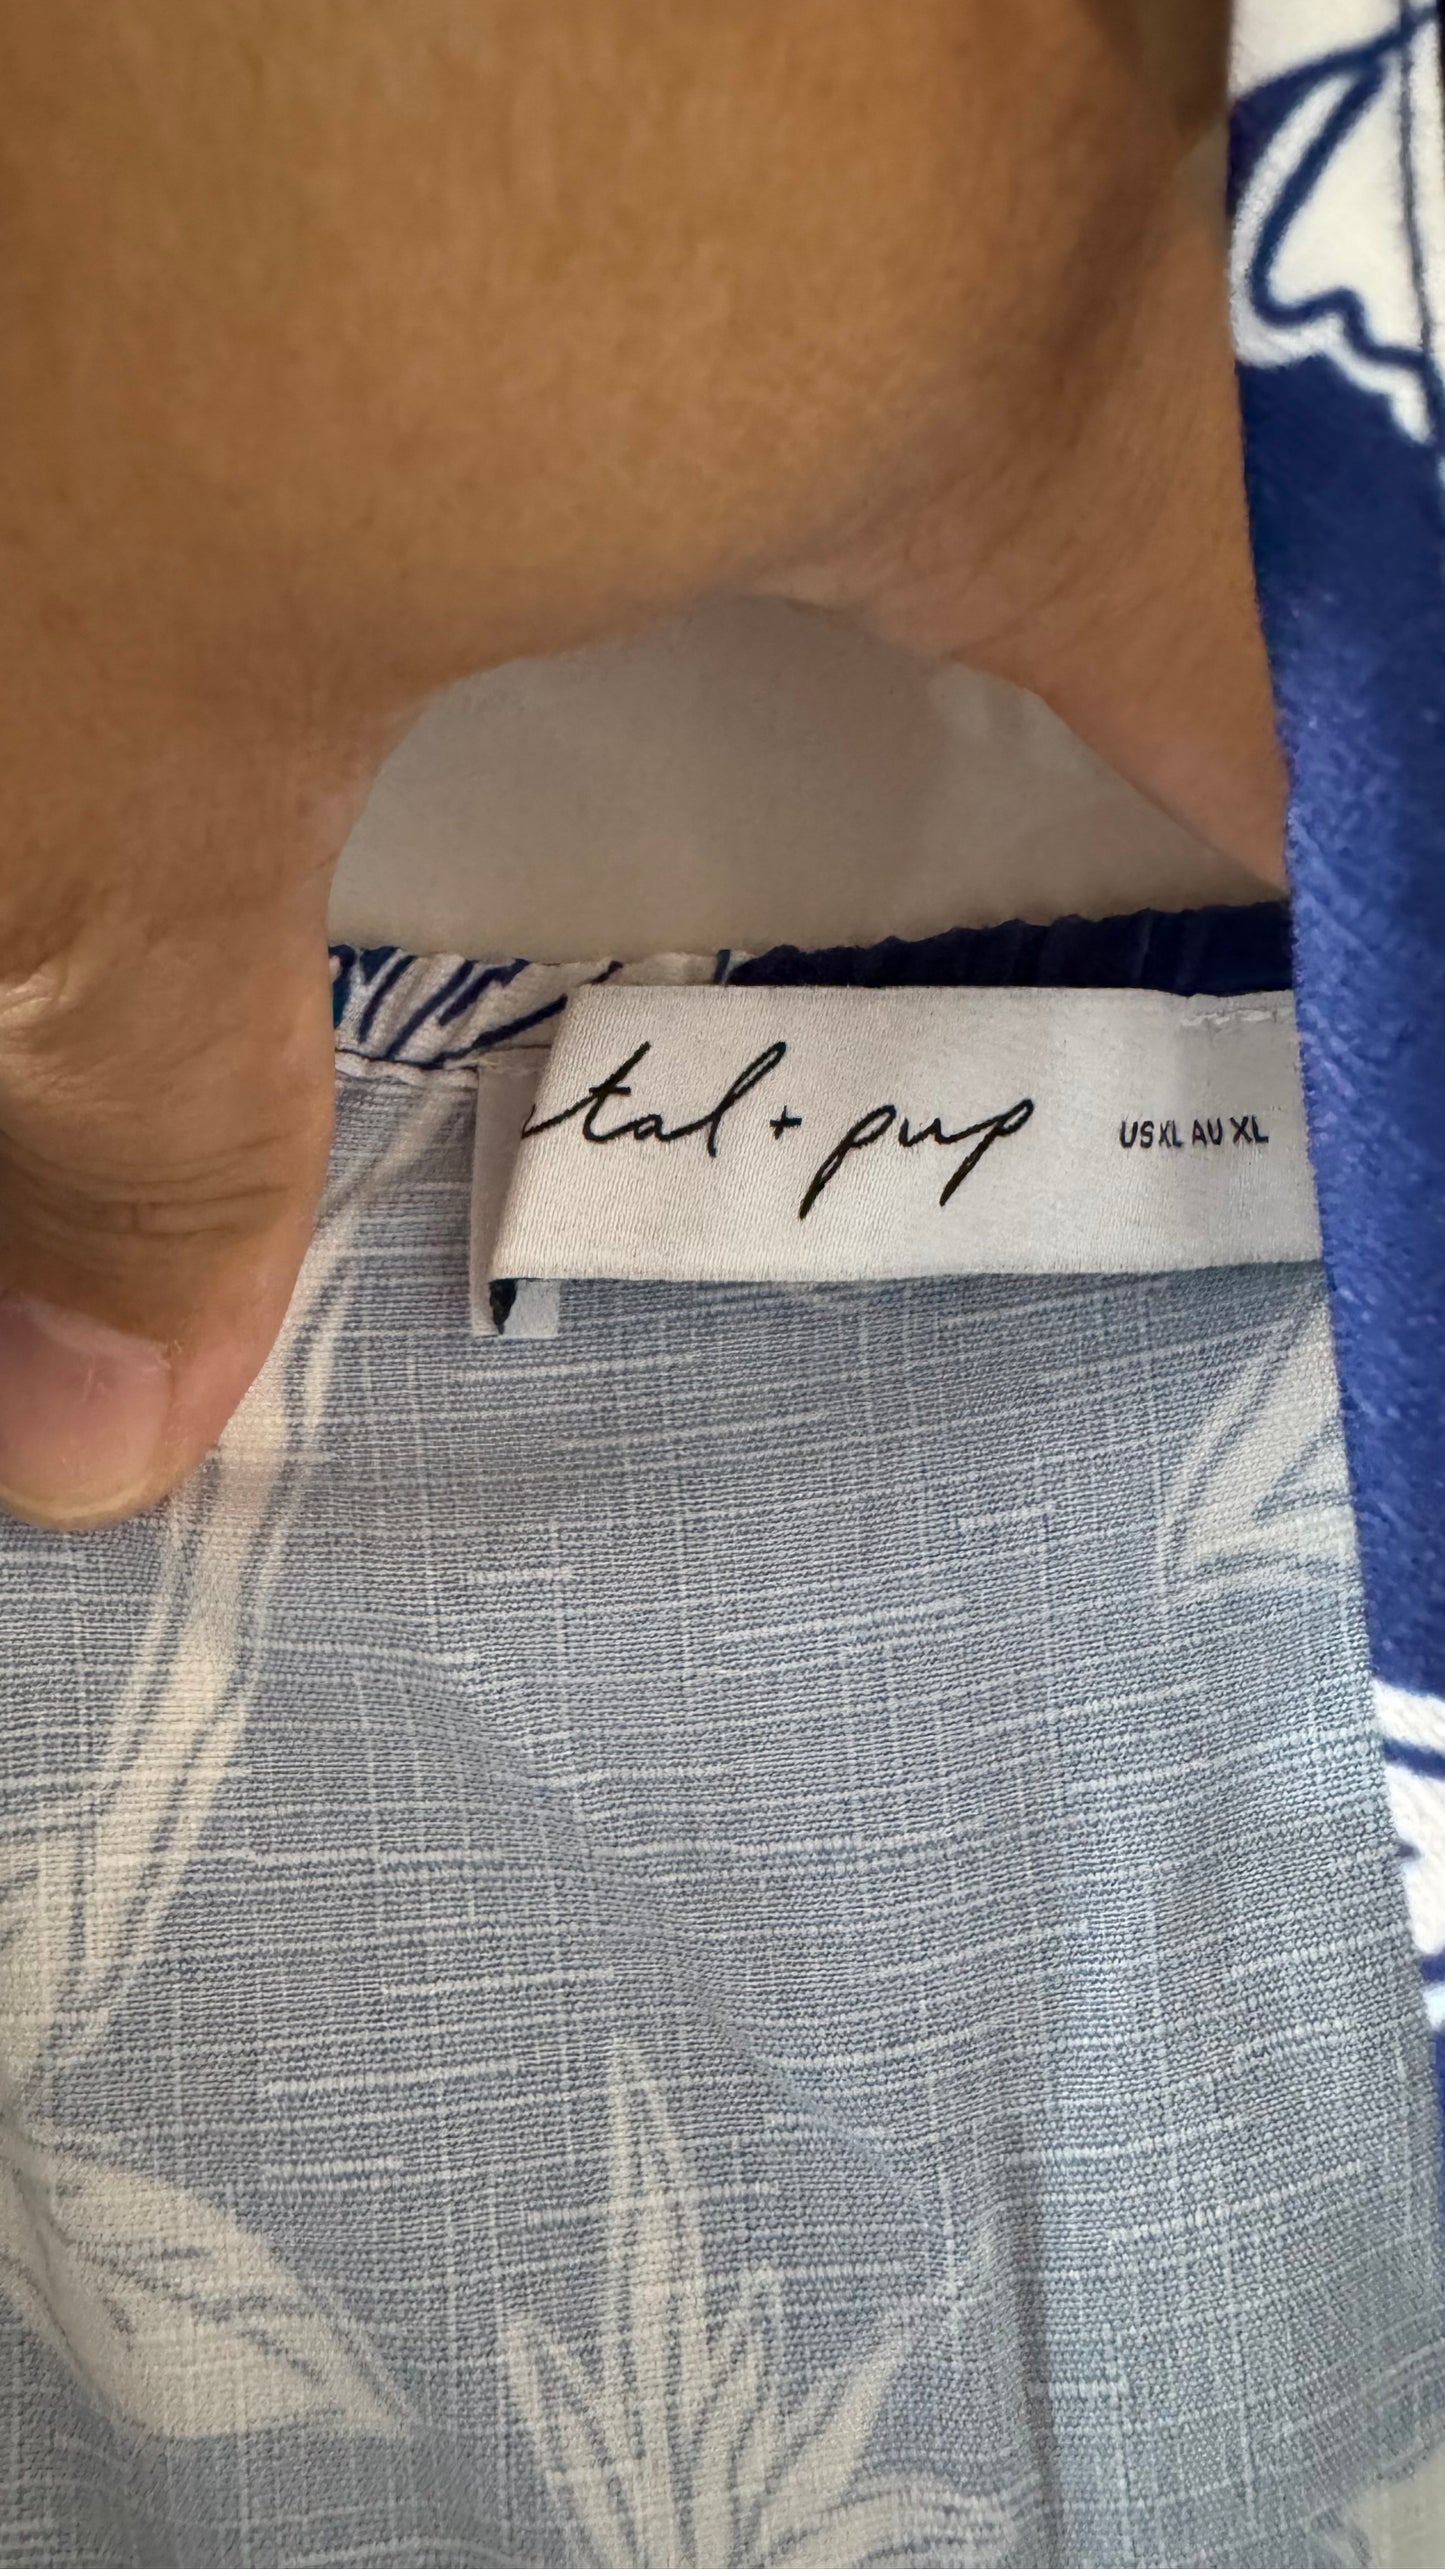 tal + pup US XL AU XL